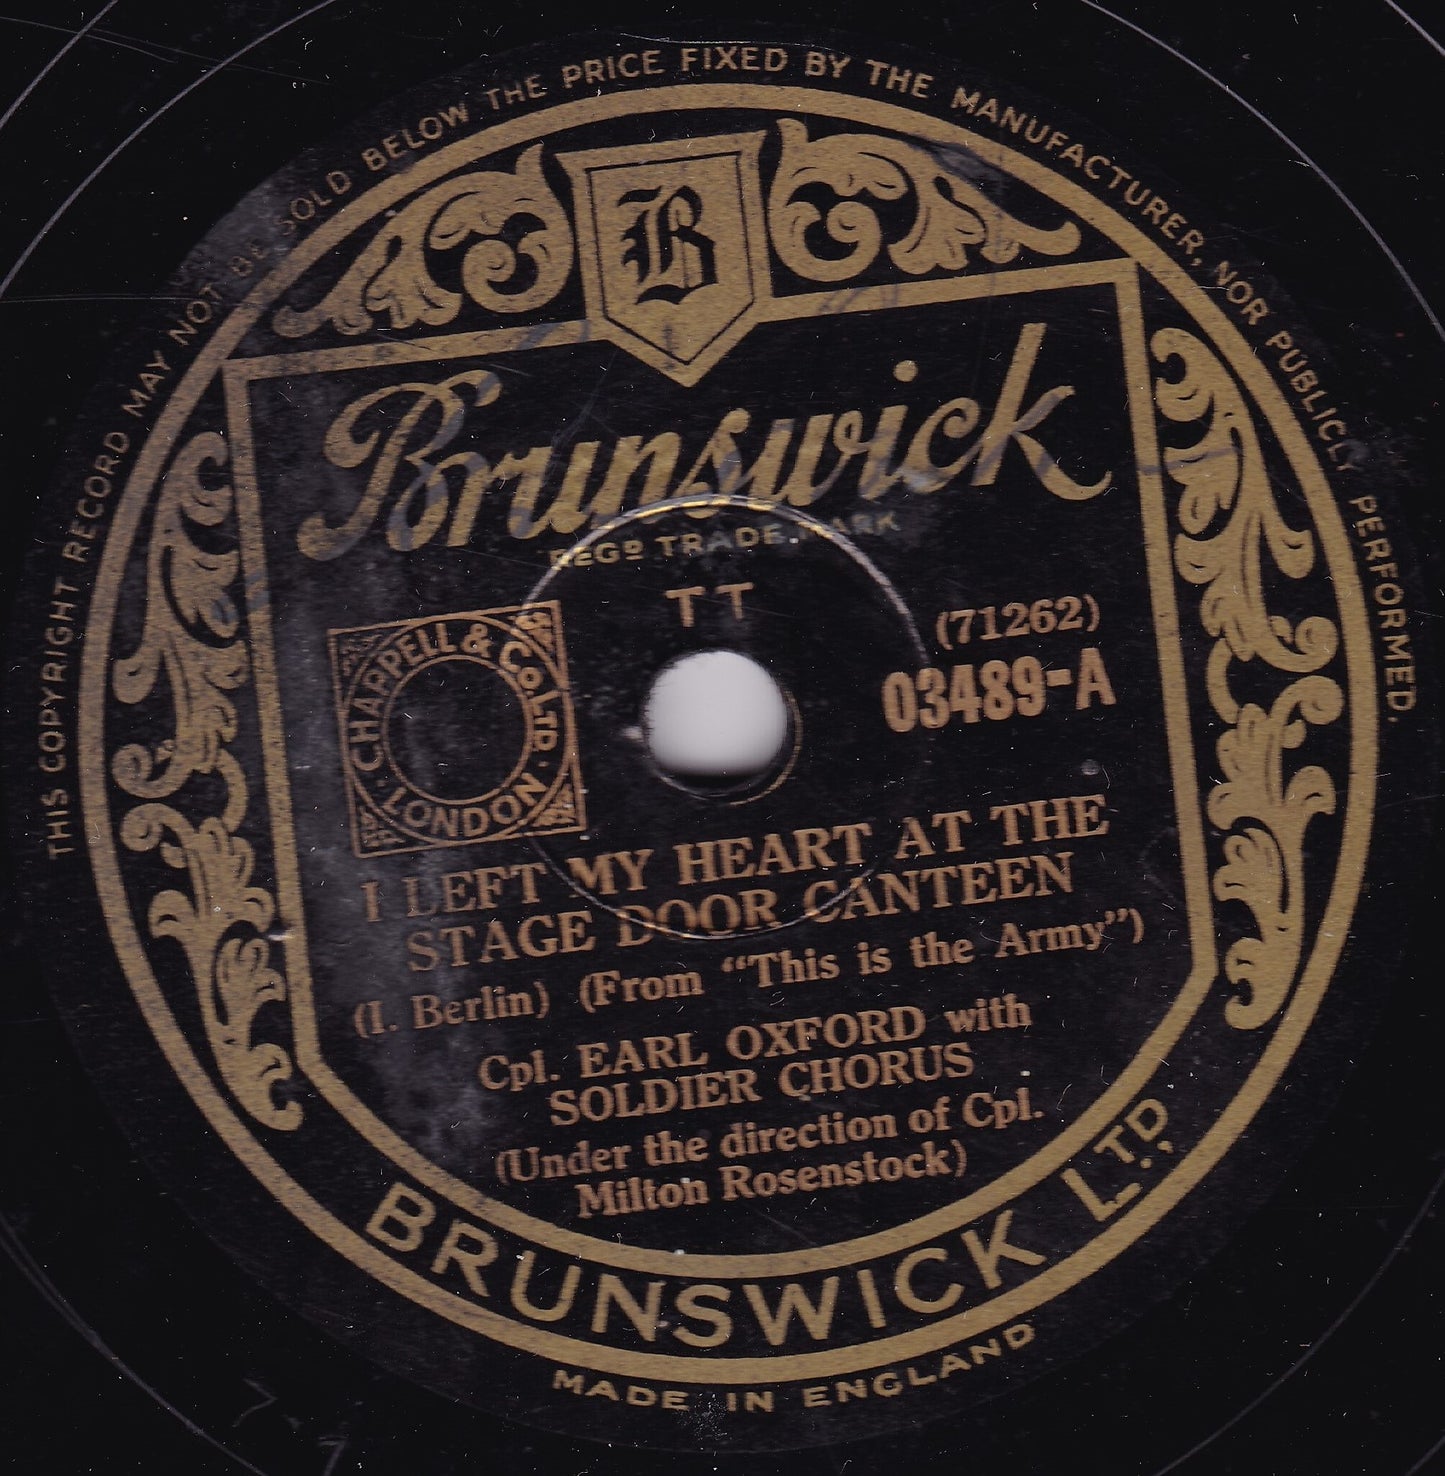 THIS COPYRIGHT RECORD MAY NOT BE SOLD BELOW THE PRICE FIXED BY THE MANUFACTURER, NOR PUBLICLY PERFORMED.
B
Brunswick
REGD TRADE MARK
TT
CHAPPELL & Co. LTD. · LONDON ·
(71262)
03489-A
I LEFT MY HEART AT THE
STAGE DOOR CANTEEN
(I. Berlin) (From "This is the Army")
Cpl. EARL OXFORD with
SOLDIER CHORUS
(Under the direction of Cpl.
Milton Rosenstock)
BRUNSWICK LTD.
MADE IN ENGLAND